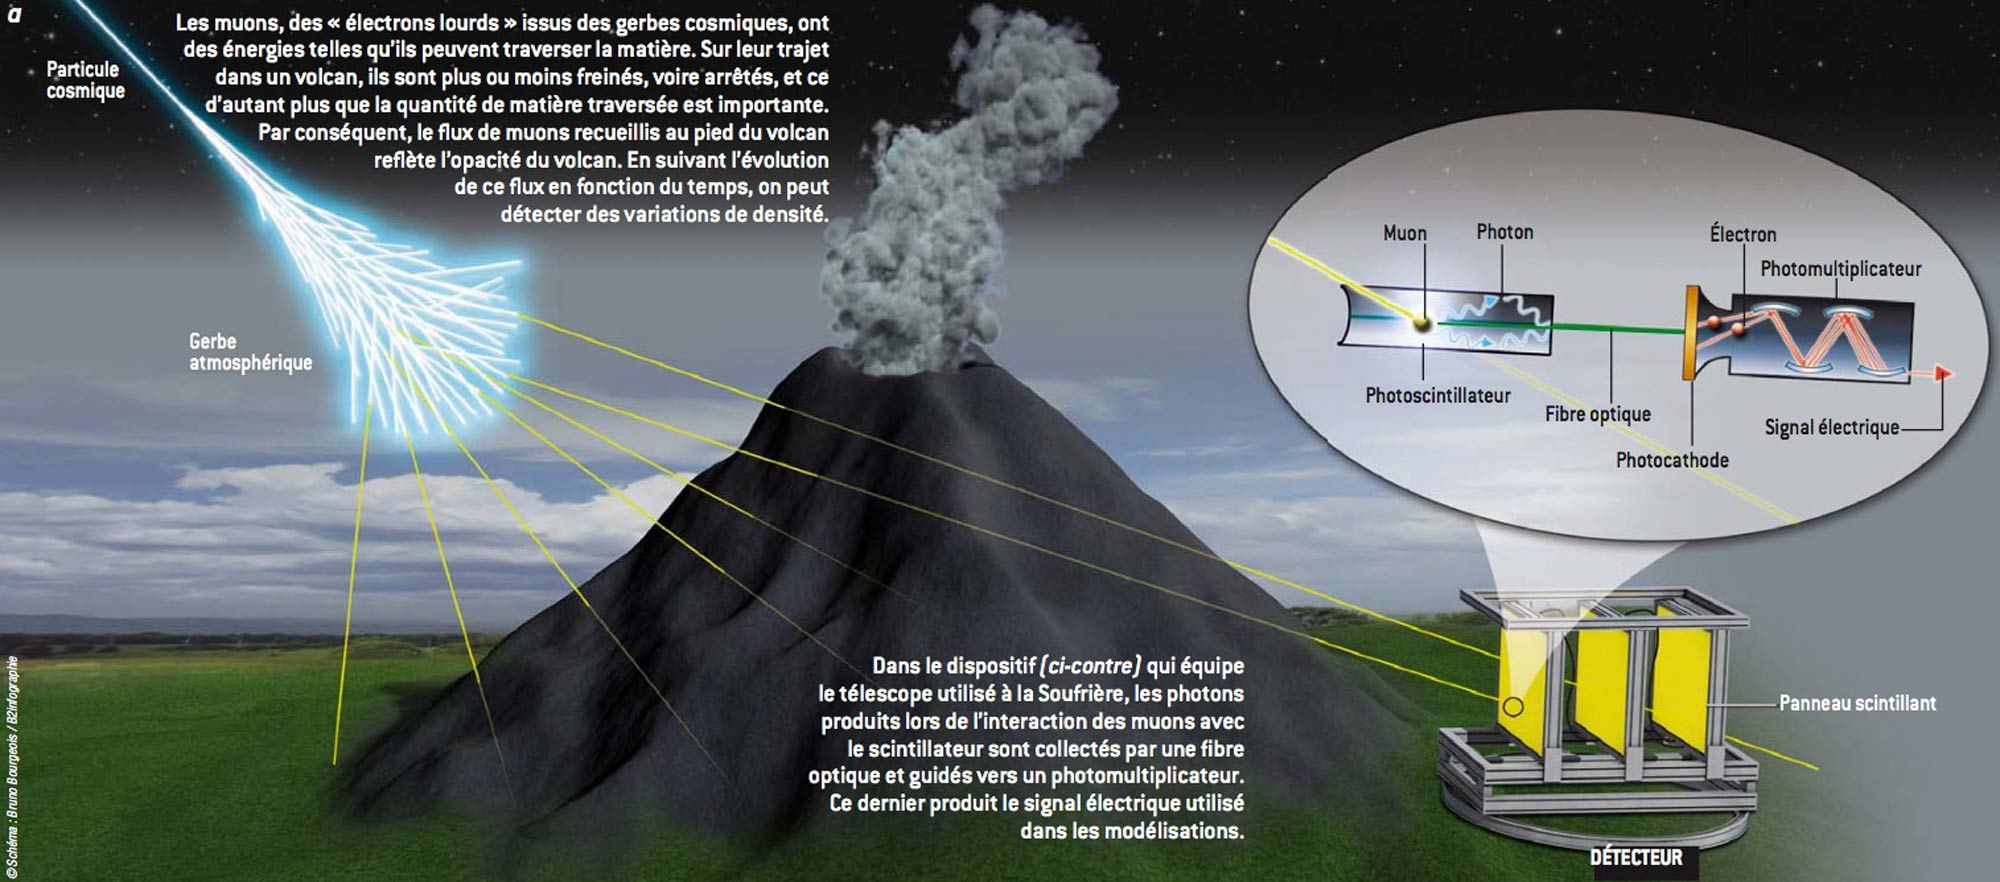 a
Les muons, des « électrons lourds » issus des gerbes cosmiques, ont
des énergies telles qu'ils peuvent traverser la matière. Sur leur trajet
dans un volcan, ils sont plus ou moins freinés, voire arrêtés, et ce
d'autant plus que la quantité de matière traversée est importante.
Par conséquent, le flux de muons recueillis au pied du volcan
reflète l'opacité du volcan. En suivant l'évolution
de ce flux en fonction du temps, on peut
détecter des variations de densité.
Particule
cosmique
Gerbe
atmosphérique
Muon
Photon
Électron
Photomultiplicateur
Photoscintillateur
Fibre optique
Photocathode
Signal électrique
Dans le dispositif (ci-contre) qui équipe
le télescope utilisé à la Soufrière, les photons
produits lors de l'interaction des muons avec
le scintillateur sont collectés par une fibre
optique et guidés vers un photomultiplicateur.
Ce dernier produit le signal électrique utilisé
dans les modélisations.
Panneau scintillant
DÉTECTEUR
© Schéma : Bruno Bourgeois / B2infographie